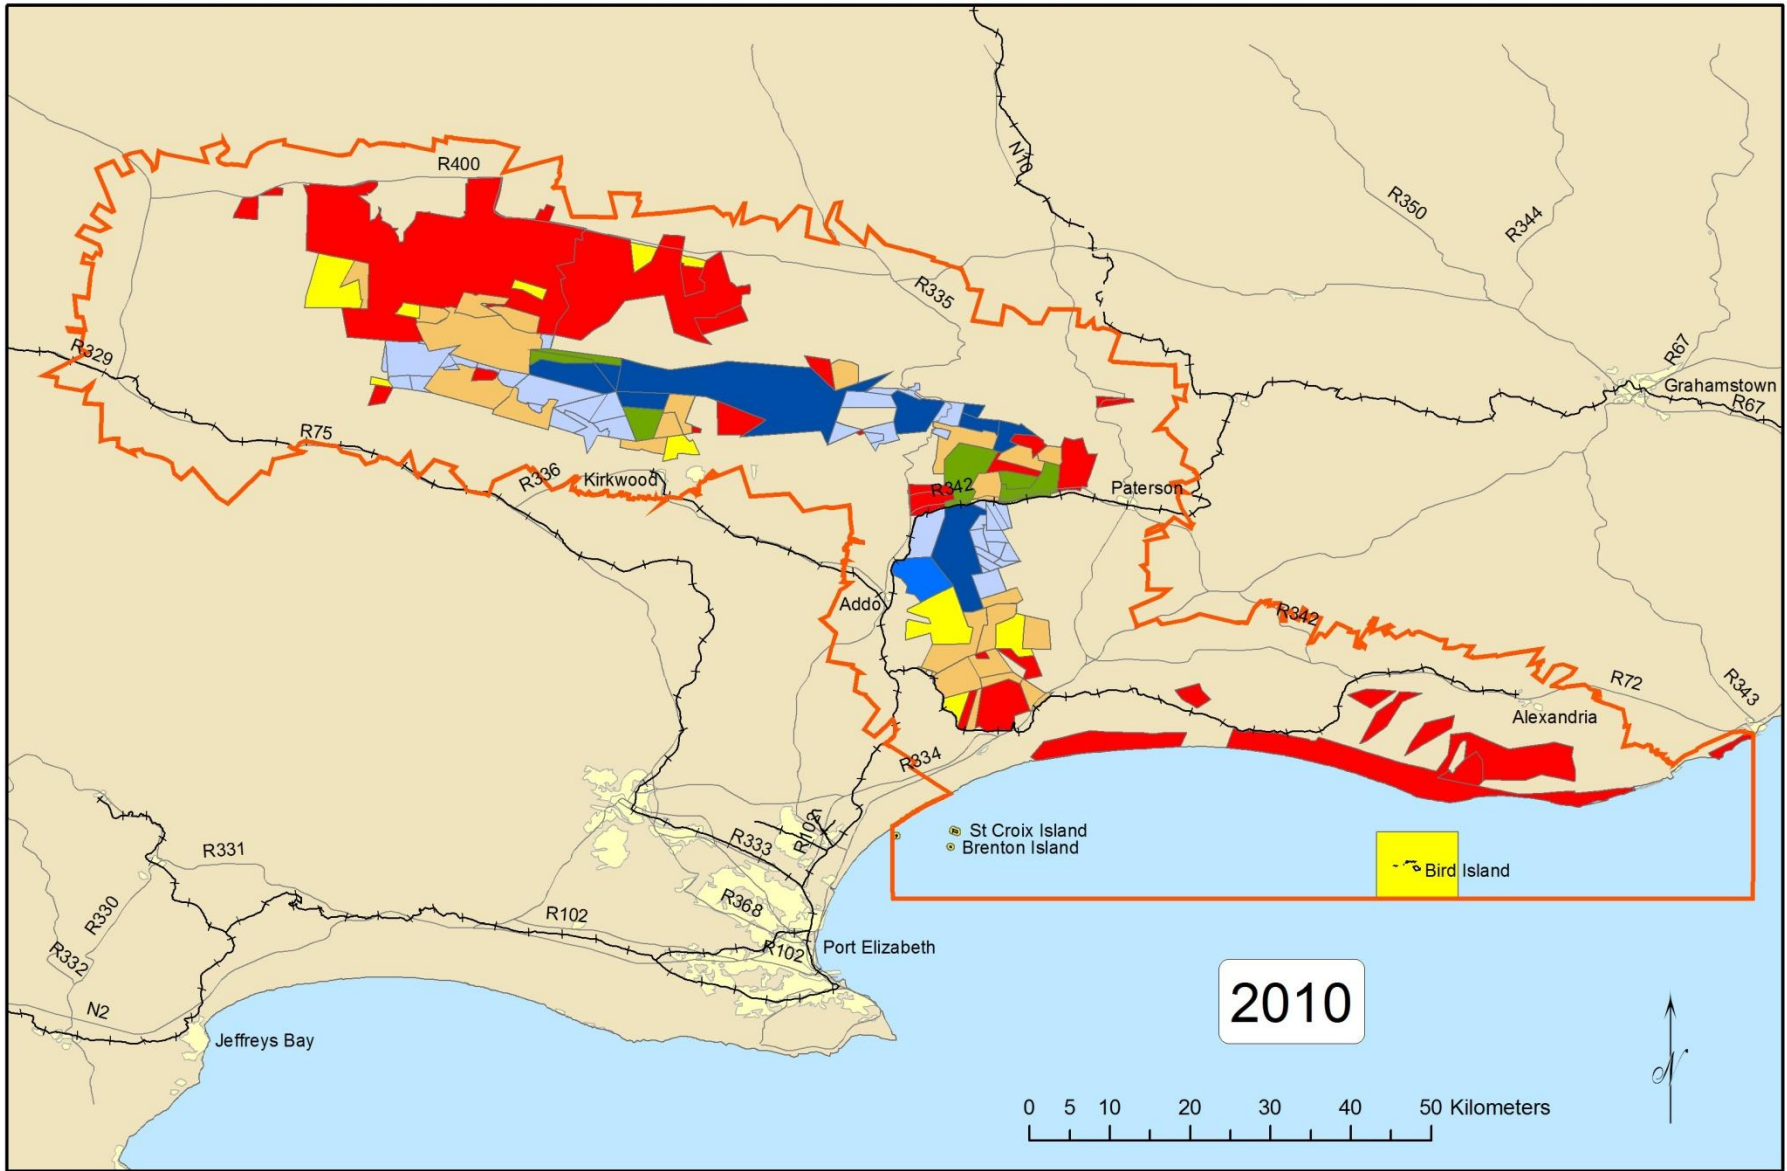 R400
N10
R350
R344
R335
R329
R67
Grahamstown
R67
R75
R336
Kirkwood
R342
Paterson
Addo
R342
R72
R343
Alexandria
R334
St Croix Island
Brenton Island
R102
R333
R331
Bird Island
R330
R368
R102
R332
R102
Port Elizabeth
N2
2010
Jeffreys Bay
N
0 5 10 20 30 40 50 Kilometers